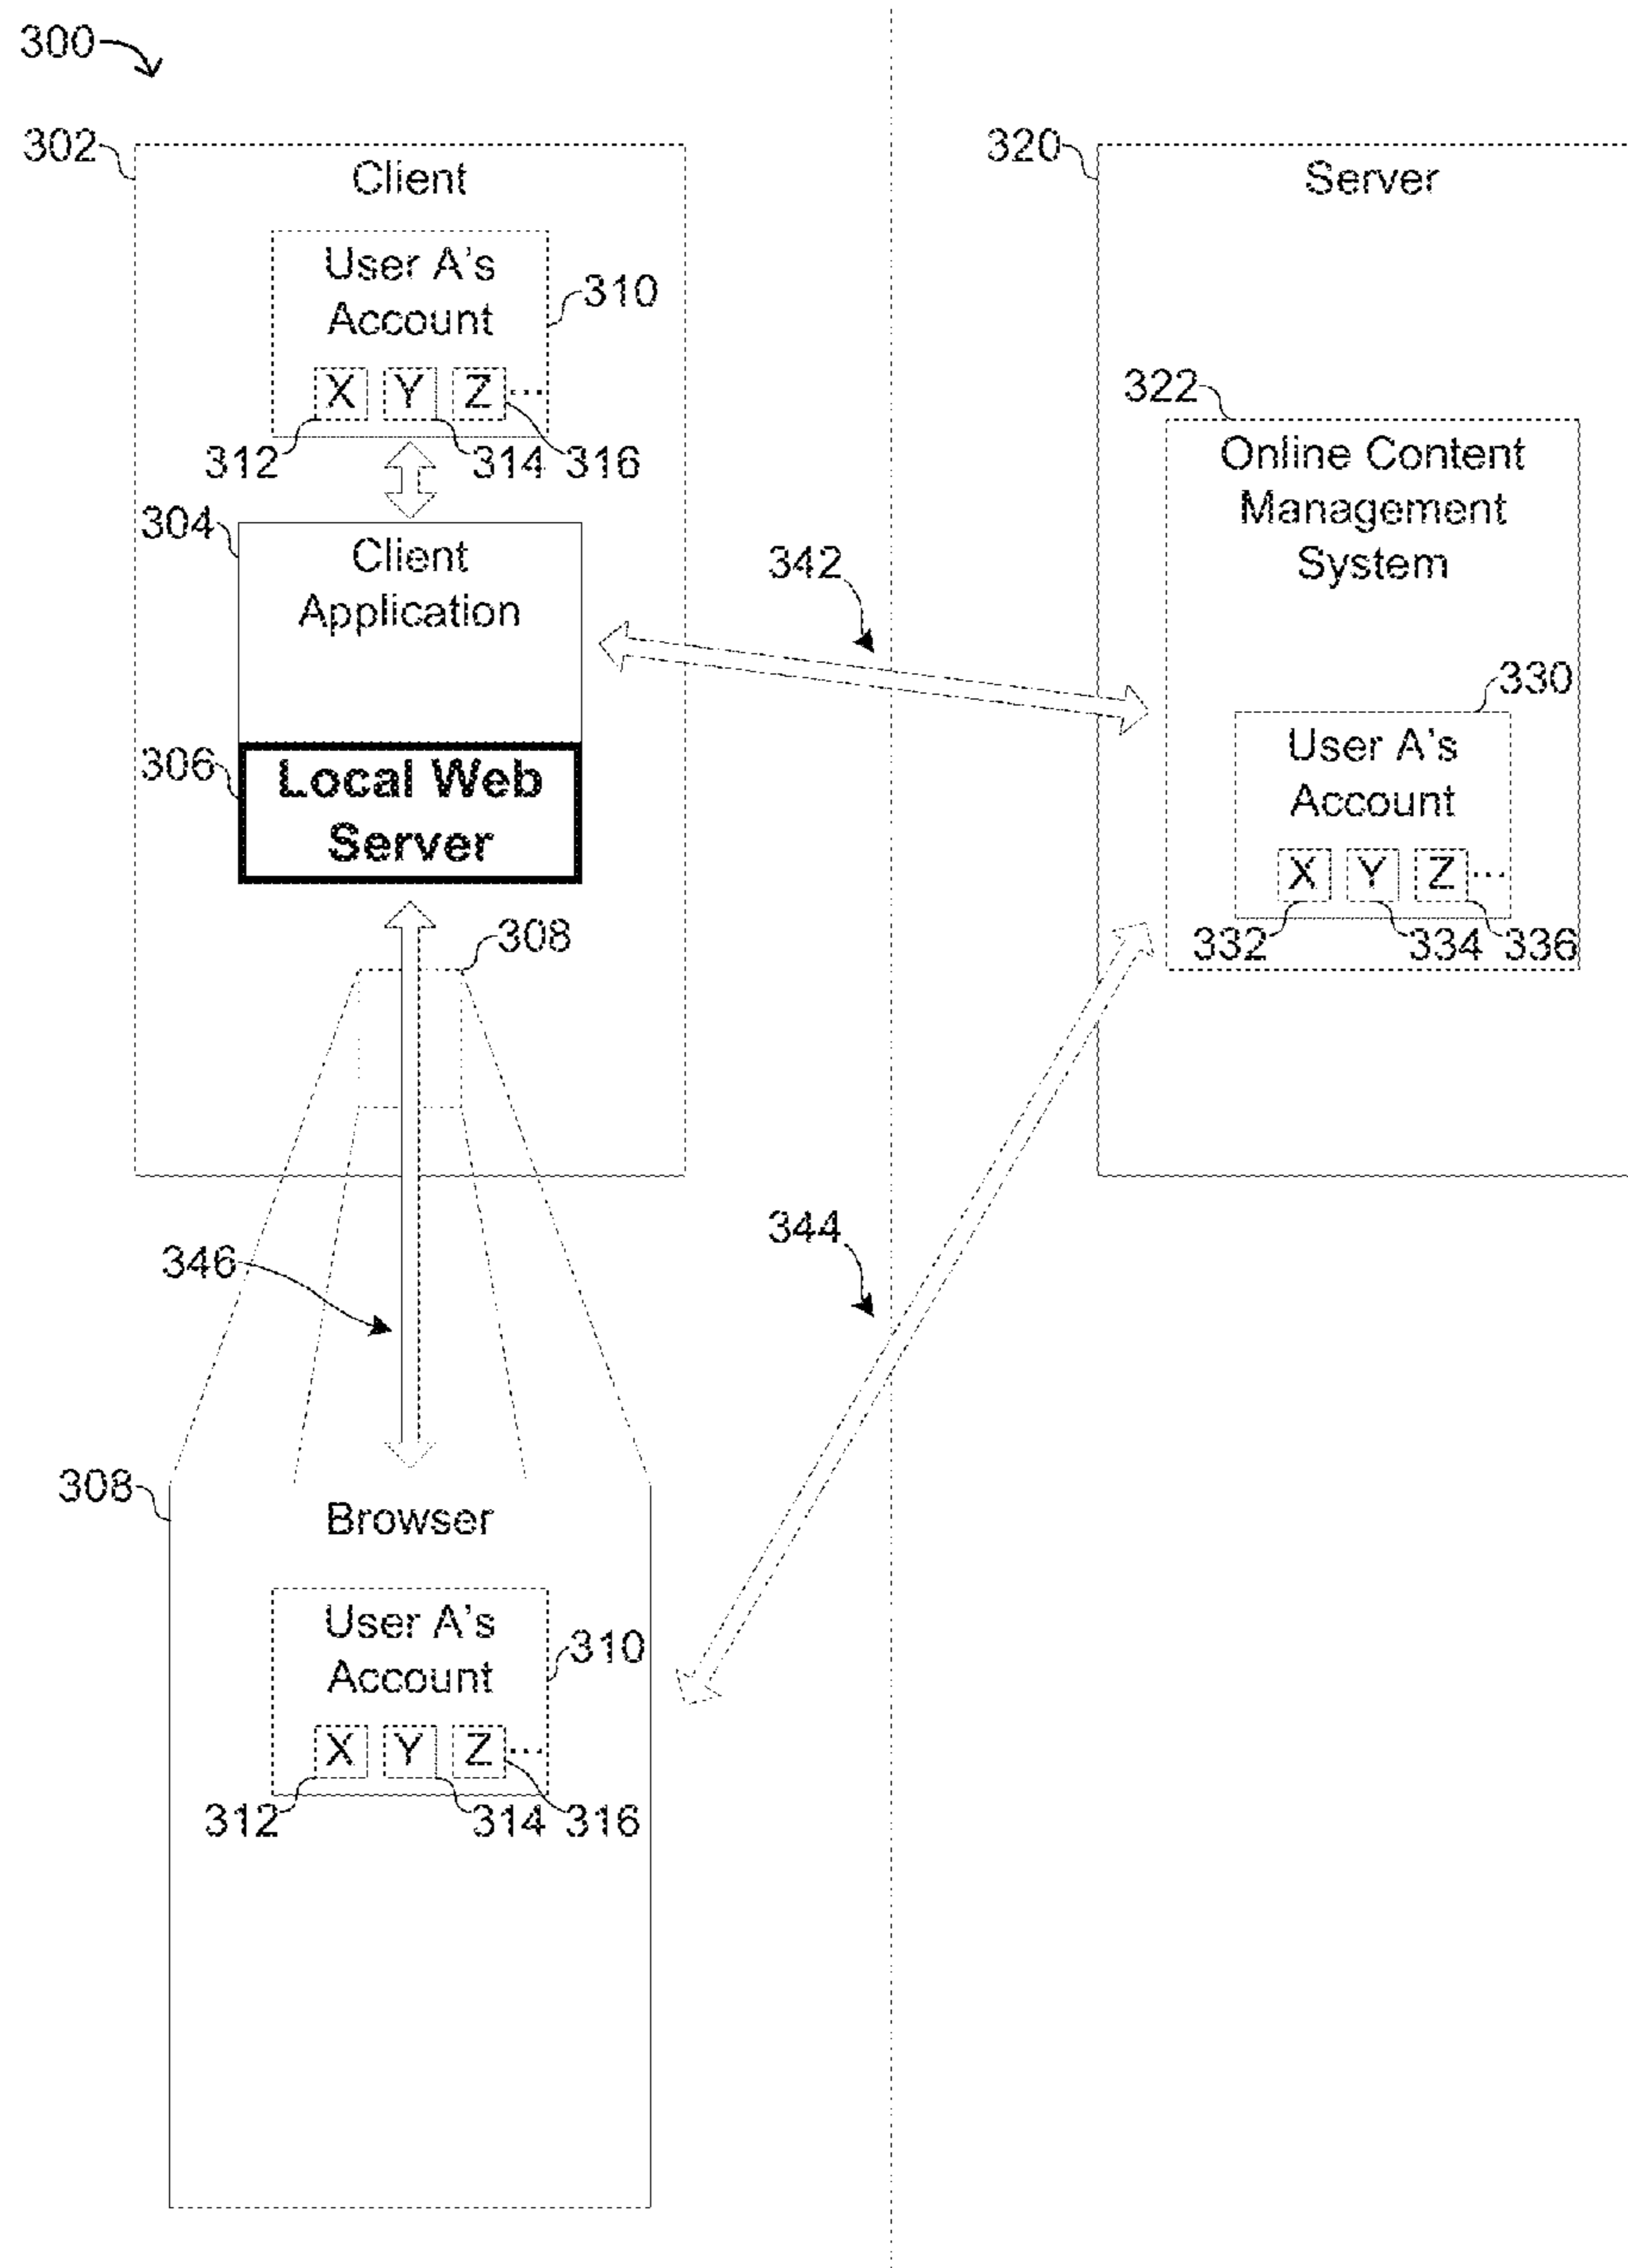 300
302
Client
User A's
Account
310
X Y Z ...
312
314
316
304
Client
Application
306
Local Web
Server
308
342
320
Server
322
Online Content
Management
System
330
User A's
Account
X Y Z ...
332
334
336
346
344
308
Browser
User A's
Account
310
X Y Z ...
312
314
316